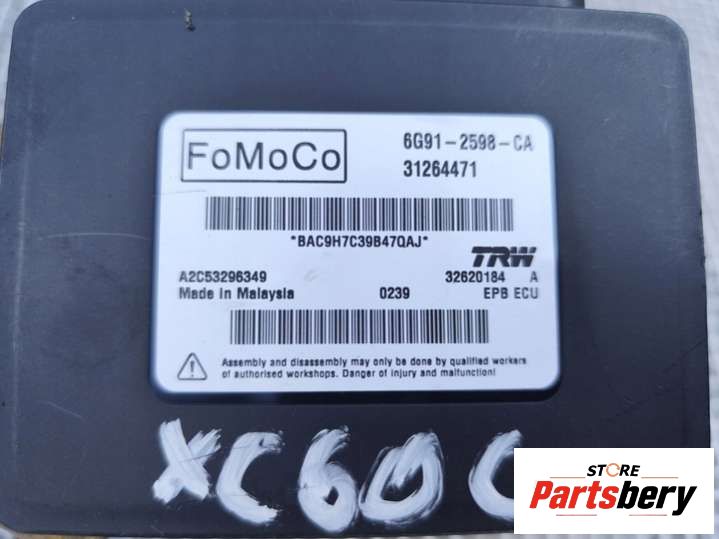 FoMoCo
6G91-2598-CA
31264471
*BAC9H7C39B47QAJ*
TRW
A2C53296349
32620184 A
Made in Malaysia
0239
EPB ECU
Assembly and disassembly may only be done by qualified workers
of authorised workshops. Danger of injury and malfunction!
XC60
STORE
Partsbery